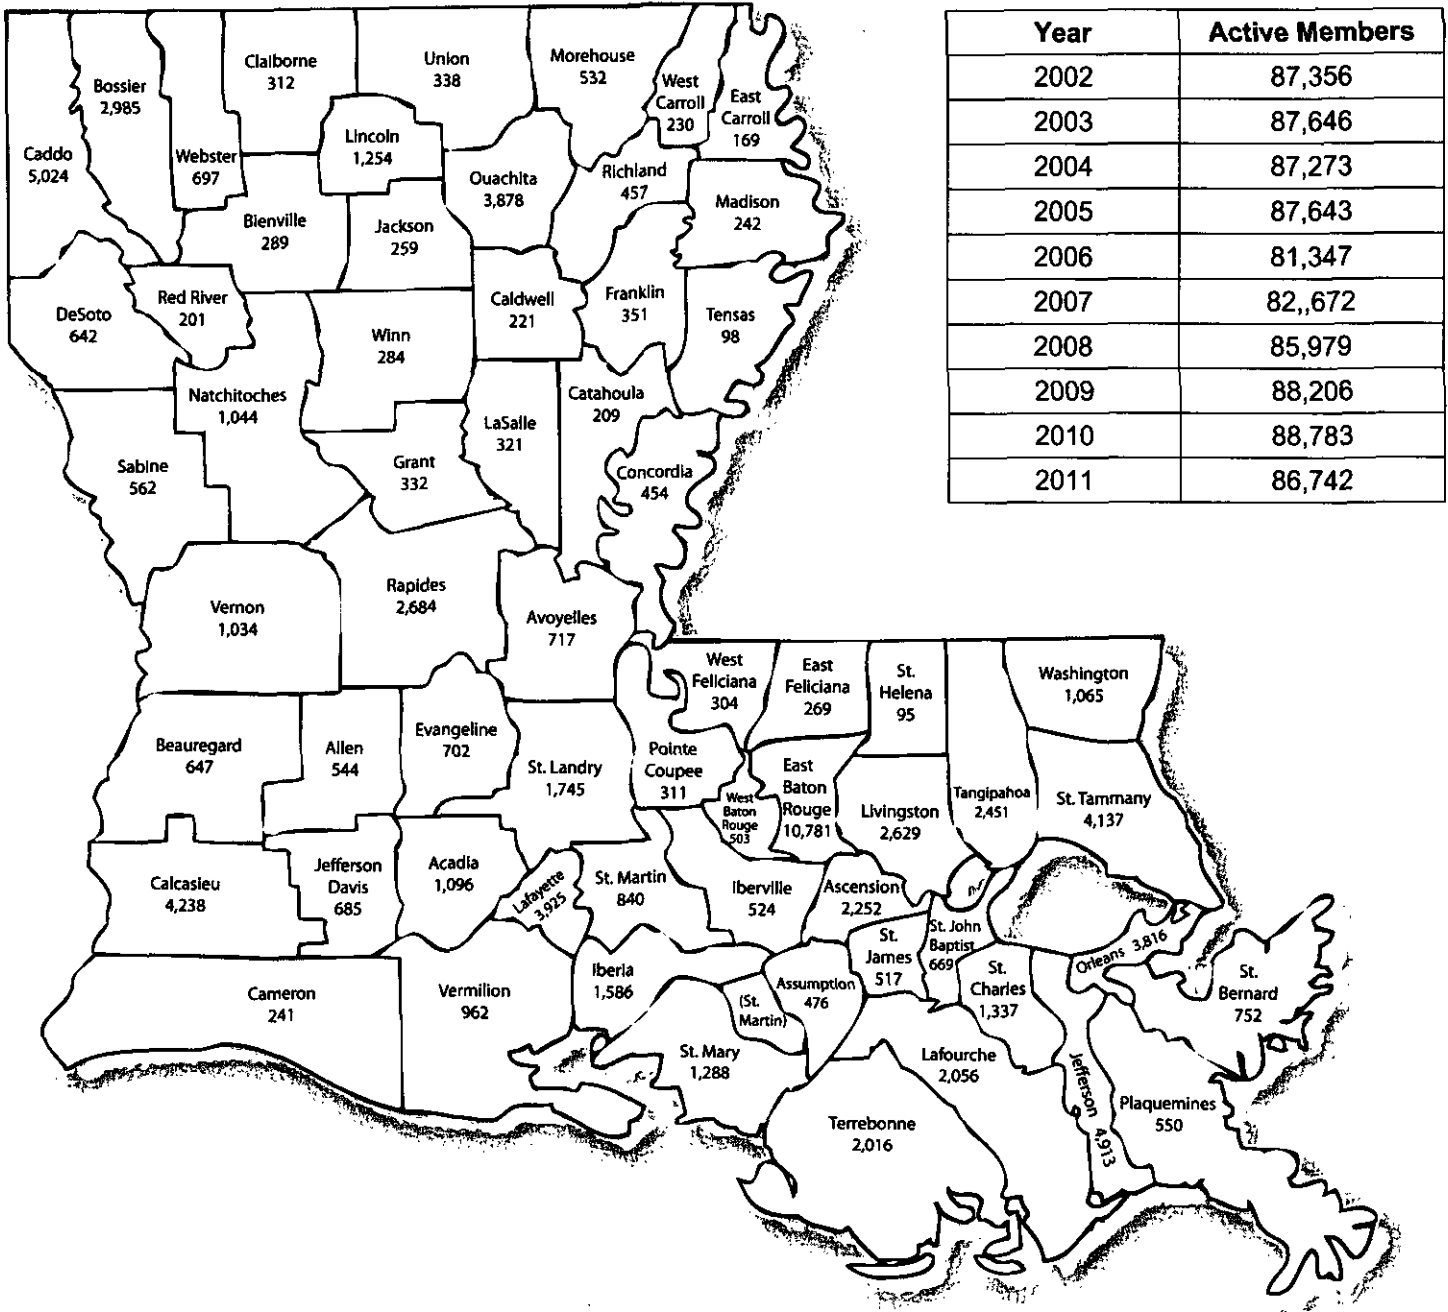 Year Active Members
2002 87,356
2003 87,646
2004 87,273
2005 87,643
2006 81,347
2007 82,,672
2008 85,979
2009 88,206
2010 88,783
2011 86,742
Caddo
5,024
Bossier
2,985
Webster
697
Claiborne
312
Lincoln
1,254
Union
338
Morehouse
532
West
Carroll
230
East
Carroll
169
Ouachita
3,878
Richland
457
Madison
242
Bienville
289
Jackson
259
DeSoto
642
Red River
201
Winn
284
Caldwell
221
Franklin
351
Tensas
98
Natchitoches
1,044
Sabine
562
Grant
332
LaSalle
321
Catahoula
209
Concordia
454
Vernon
1,034
Rapides
2,684
Avoyelles
717
West
Feliciana
304
East
Feliciana
269
St.
Helena
95
Washington
1,065
Beauregard
647
Allen
544
Evangeline
702
St. Landry
1,745
Pointe
Coupee
311
West
Baton
Rouge
503
East
Baton
Rouge
10,781
Livingston
2,629
Tangipahoa
2,451
St. Tammany
4,137
Calcasieu
4,238
Jefferson
Davis
685
Acadia
1,096
Lafayette
3,925
St. Martin
840
Iberville
524
Ascension
2,252
St.
James
517
St. John
Baptist
669
St.
Charles
1,337
Orleans 3,816
St.
Bernard
752
Cameron
241
Vermilion
962
Iberia
1,586
(St.
Martin)
Assumption
476
St. Mary
1,288
Lafourche
2,056
Terrebonne
2,016
Jefferson 4,913
Plaquemines
550